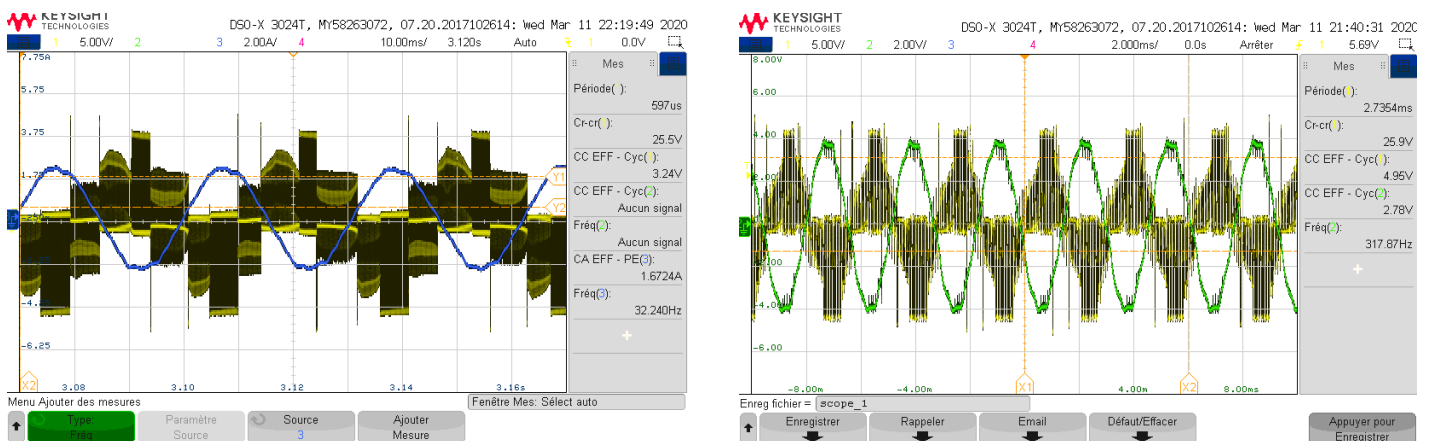 KEYSIGHT
TECHNOLOGIES
DSO-X 3024T, MY58263072, 07.20.2017102614: Wed Mar 11 22:19:49 2020
1 5.00V/ 2 3 2.00A/ 4 10.00ms/ 3.120s Auto 1 0.0V
7.75A
5.75
3.75
-6.25
Y1
Y2
X2
3.08 3.10 3.12 3.14 3.16s
Mes
Période( ):
597us
Cr-cr( ):
25.5V
CC EFF - Cyc( ):
3.24V
CC EFF - Cyc(2):
Aucun signal
Fréq(2):
Aucun signal
CA EFF - PE(3):
1.6724A
Fréq(3):
32.240Hz
Menu Ajouter des mesures
Fenêtre Mes: Sélect auto
Type:
Fréq
Paramètre
Source
Source
3
Ajouter
Mesure
KEYSIGHT
TECHNOLOGIES
DSO-X 3024T, MY58263072, 07.20.2017102614: Wed Mar 11 21:40:31 2020
1 5.00V/ 2 2.00V/ 3 4 2.000ms/ 0.0s Arrêter 1 5.69V
8.00V
6.00
4.00
2.00
-6.00
-8.00m -4.00m X1 4.00m X2 8.00ms
Mes
Période( ):
2.7354ms
Cr-cr( ):
25.9V
CC EFF - Cyc( ):
4.95V
CC EFF - Cyc(2):
2.78V
Fréq(2):
317.87Hz
Enreg fichier = scope_1
Enregistrer
Rappeler
Email
Défaut/Effacer
Appuyer pour
Enregistrer